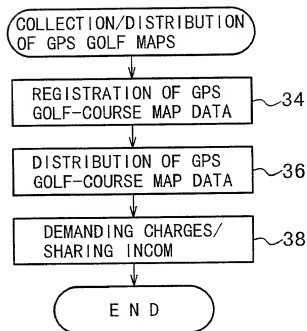 COLLECTION/DISTRIBUTION
OF GPS GOLF MAPS
REGISTRATION OF GPS
GOLF-COURSE MAP DATA
34
DISTRIBUTION OF GPS
GOLF-COURSE MAP DATA
36
DEMANDING CHARGES/
SHARING INCOM
38
END